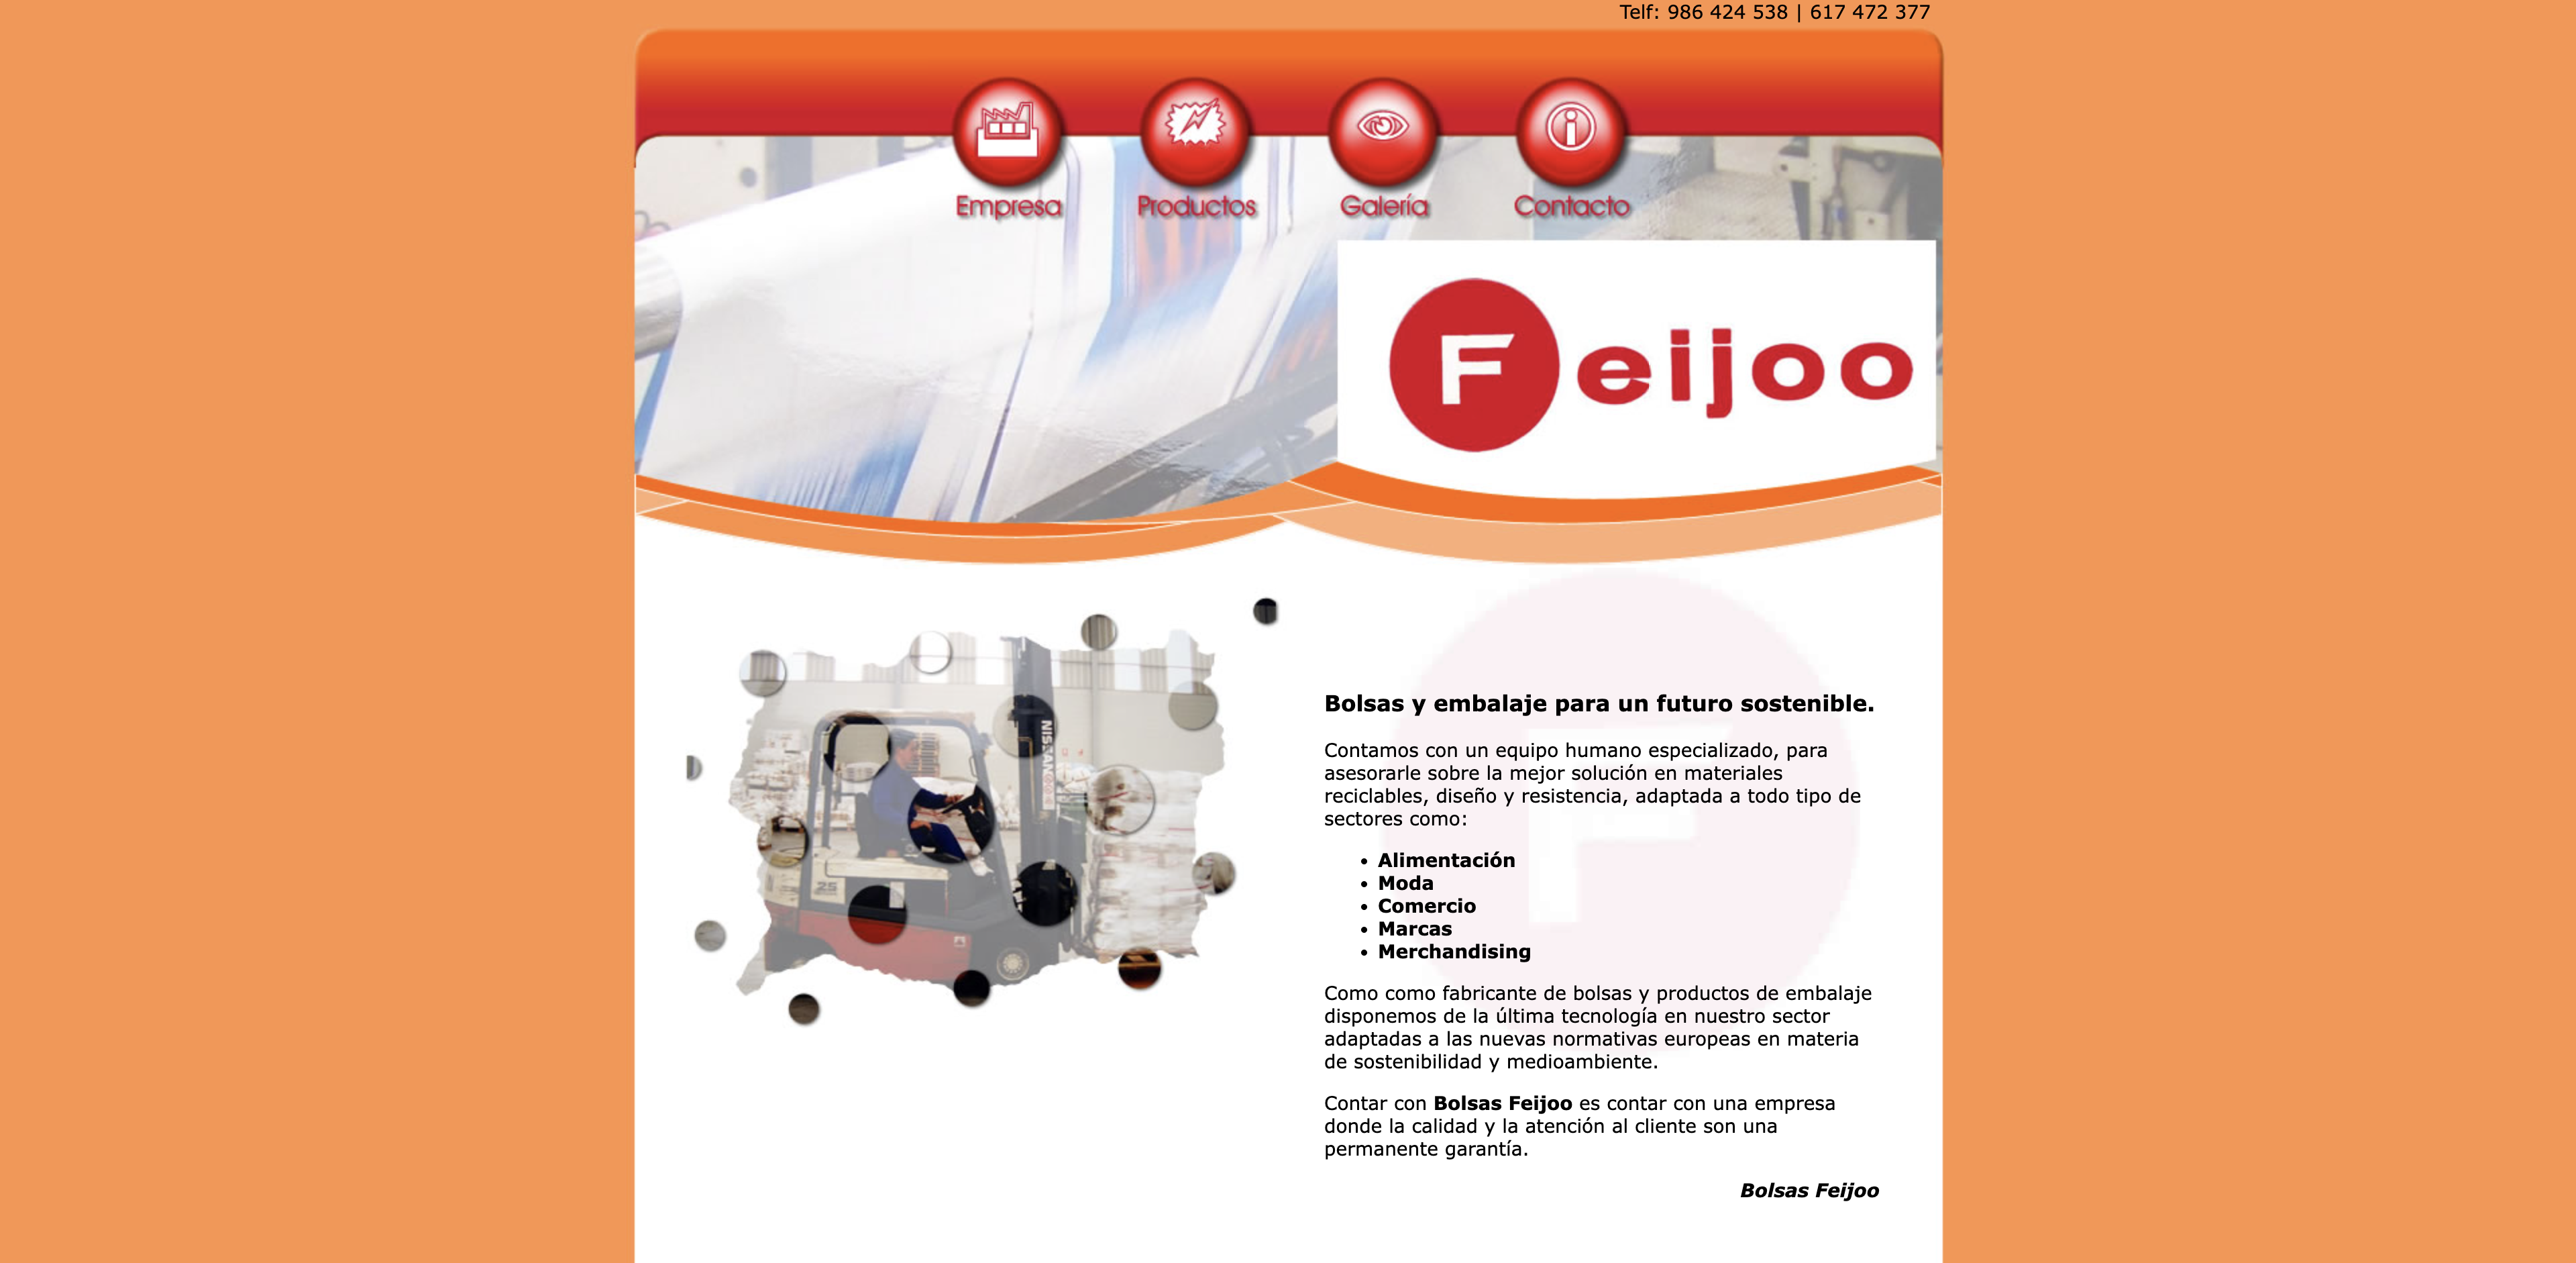 Telf: 986 424 538 | 617 472 377
Empresa
Productos
Galería
Contacto
Feijoo
NISSAN
25
Bolsas y embalaje para un futuro sostenible.
Contamos con un equipo humano especializado, para
asesorarle sobre la mejor solución en materiales
reciclables, diseño y resistencia, adaptada a todo tipo de
sectores como:
• Alimentación
• Moda
• Comercio
• Marcas
• Merchandising
Como como fabricante de bolsas y productos de embalaje
disponemos de la última tecnología en nuestro sector
adaptadas a las nuevas normativas europeas en materia
de sostenibilidad y medioambiente.
Contar con Bolsas Feijoo es contar con una empresa
donde la calidad y la atención al cliente son una
permanente garantía.
Bolsas Feijoo